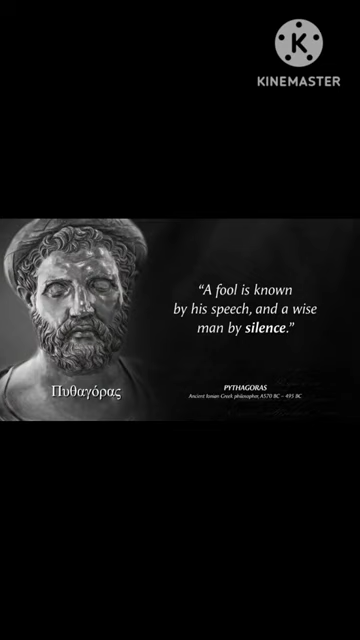 KINEMASTER
“A fool is known
by his speech, and a wise
man by silence.”
Πυθαγόρας
PYTHAGORAS
Ancient Ionian Greek philosopher, A570 BC – 495 BC